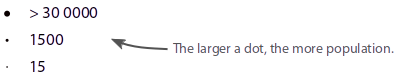 > 30 0000
1500
The larger a dot, the more population.
15